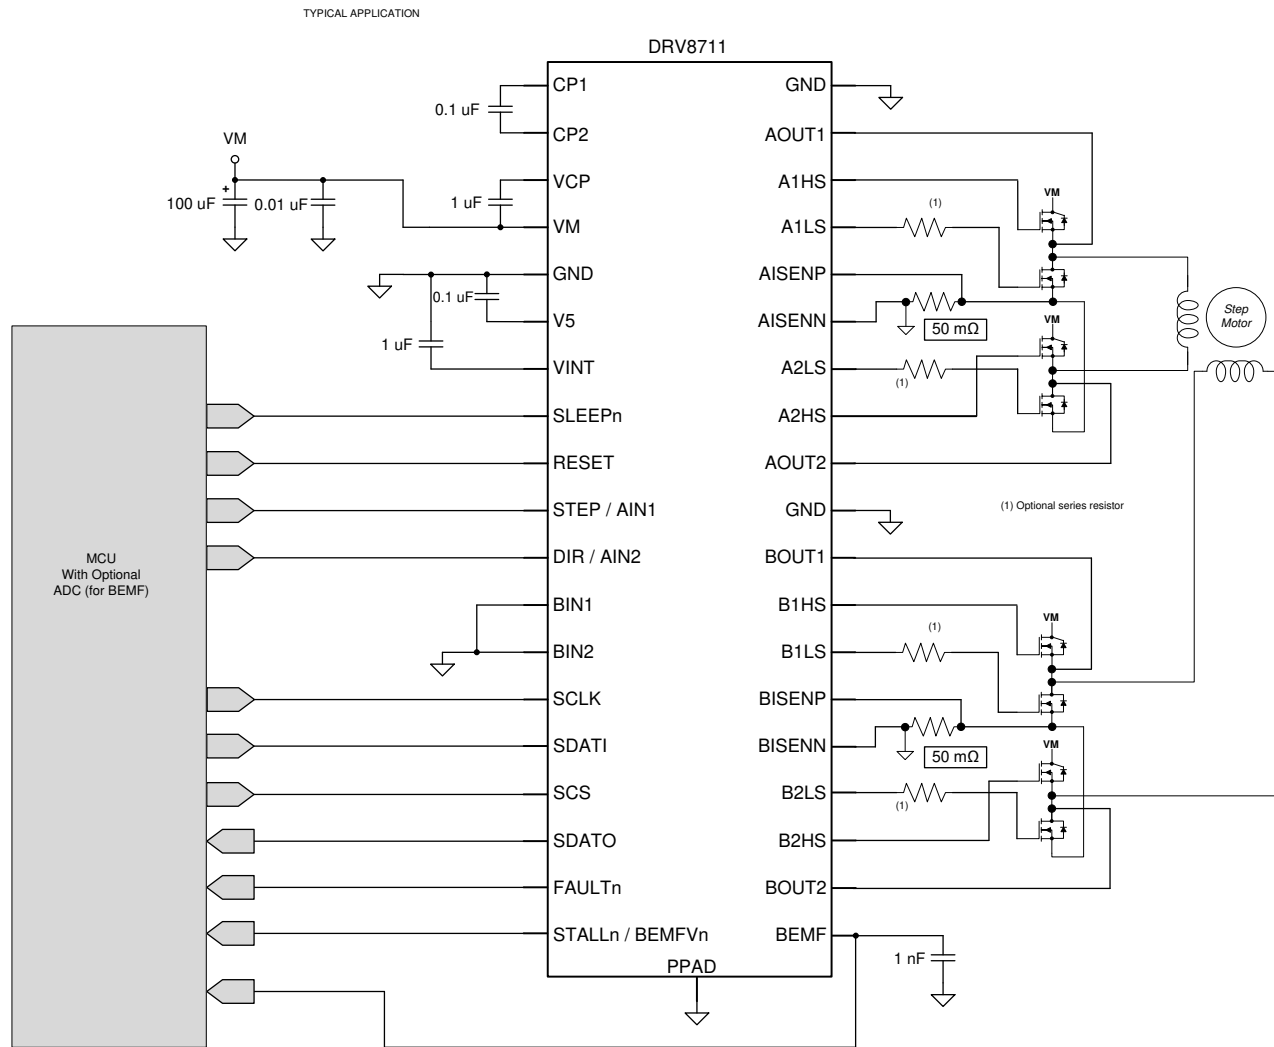 TYPICAL APPLICATION
DRV8711
CP1
GND
0.1 uF
CP2
AOUT1
VM
VCP
A1HS
+
100 uF
0.01 uF
1 uF
VM
A1LS
(1)
VM
GND
AISENP
0.1 uF
V5
AISENN
50 mΩ
VM
Step
Motor
1 uF
VINT
A2LS
(1)
SLEEPn
A2HS
RESET
AOUT2
STEP / AIN1
GND
(1) Optional series resistor
MCU
With Optional
ADC (for BEMF)
DIR / AIN2
BOUT1
BIN1
B1HS
VM
BIN2
B1LS
(1)
SCLK
BISENP
SDATI
BISENN
50 mΩ
VM
SCS
B2LS
(1)
SDATO
B2HS
FAULTn
BOUT2
STALLn / BEMFVn
BEMF
1 nF
PPAD